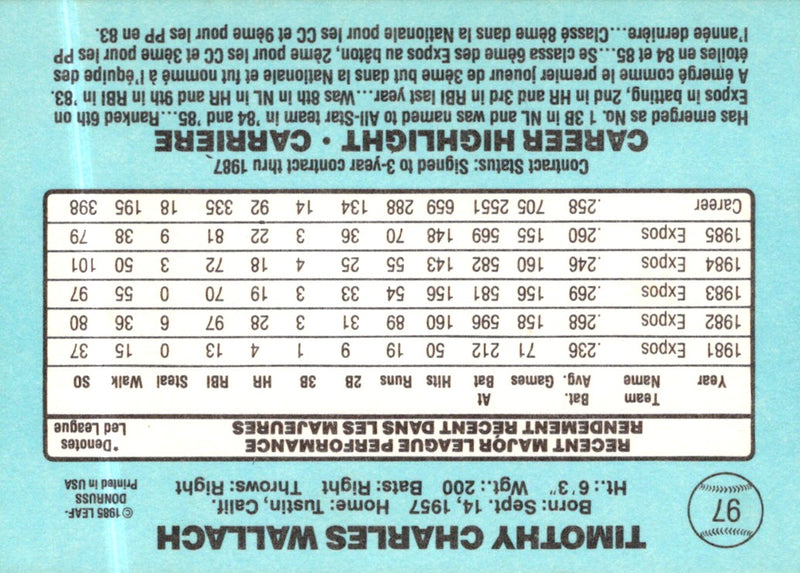 97
TIMOTHY CHARLES WALLACH
Born: Sept. 14, 1957 Home: Tustin, Calif.
Ht.: 6'3" Wgt.: 200 Bats: Right Throws: Right
© 1985 LEAF-
DONRUSS
Printed in USA
RECENT MAJOR LEAGUE PERFORMANCE
RENDEMENT RÉCENT DANS LES MAJEURES
*Denotes
Led League
Year Team Name Bat. Avg. Games At Bat Hits Runs 2B 3B HR RBI Steal Walk SO
1981 Expos .236 71 212 50 19 9 1 4 13 0 15 37
1982 Expos .268 158 596 160 89 31 3 28 97 6 36 80
1983 Expos .269 156 581 156 54 33 3 19 70 0 55 97
1984 Expos .246 160 582 143 55 25 4 18 72 3 50 101
1985 Expos .260 155 569 148 70 36 3 22 81 9 38 79
Career .258 705 2551 659 288 134 14 92 335 18 195 398
Contract Status: Signed to 3-year contract thru 1987
CAREER HIGHLIGHT • CARRIERE
Has emerged as No. 1 3B in NL and was named to All-Star team in '84 and '85...Ranked 6th on
Expos in batting, 2nd in HR and 3rd in RBI last year....Was 8th in NL in HR and 9th in RBI in '83.
A émergé comme le premier joueur de 3ème but dans la Nationale et fut nommé à l'équipe des
étoiles en 84 et 85....Se classa 6ème des Expos au bâton, 2ème pour les CC et 3ème pour les PP
l'année dernière...Classé 8ème dans la Nationale pour les CC et 9ème pour les PP en 83.